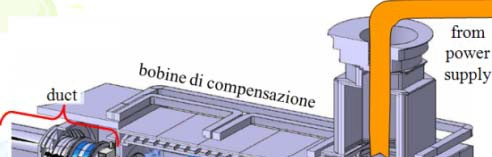 from
power
supply
bobine di compensazione
duct